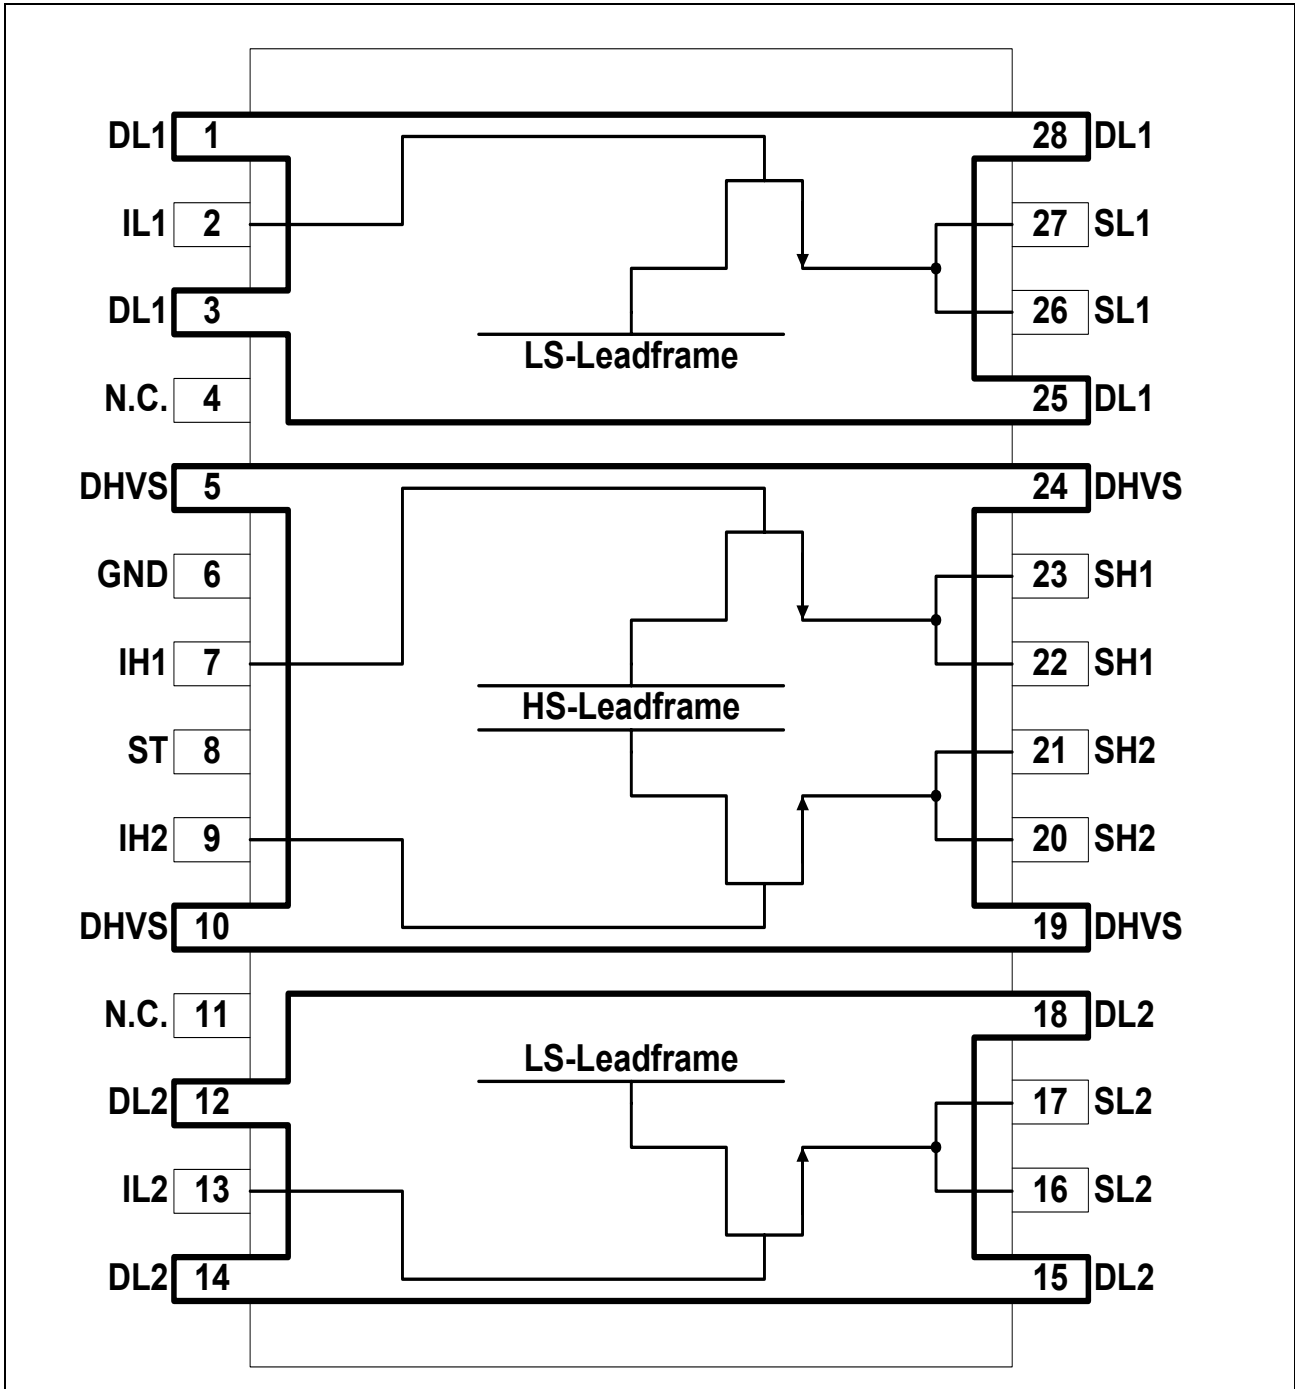 DL1 1 28 DL1
IL1 2 27 SL1
DL1 3 26 SL1
LS-Leadframe
N.C. 4 25 DL1
DHVS 5 24 DHVS
GND 6 23 SH1
IH1 7 22 SH1
HS-Leadframe
ST 8 21 SH2
IH2 9 20 SH2
DHVS 10 19 DHVS
N.C. 11 18 DL2
LS-Leadframe
DL2 12 17 SL2
IL2 13 16 SL2
DL2 14 15 DL2